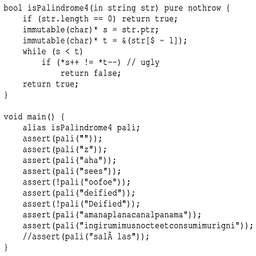 bool isPalindrome4(in string str) pure nothrow {
    if (str.length == 0) return true;
    immutable(char)* s = str.ptr;
    immutable(char)* t = &(str[$ - 1]);
    while (s < t)
        if (*s++ != *t--) // ugly
            return false;
    return true;
}

void main() {
    alias isPalindrome4 pali;
    assert(pali(""));
    assert(pali("z"));
    assert(pali("aha"));
    assert(pali("sees"));
    assert(!pali("oofoe"));
    assert(pali("deified"));
    assert(!pali("Deified"));
    assert(pali("amanaplanacanalpanama"));
    assert(pali("ingirumimusnocteetconsumimurigni"));
    //assert(pali("salÃ las"));
}